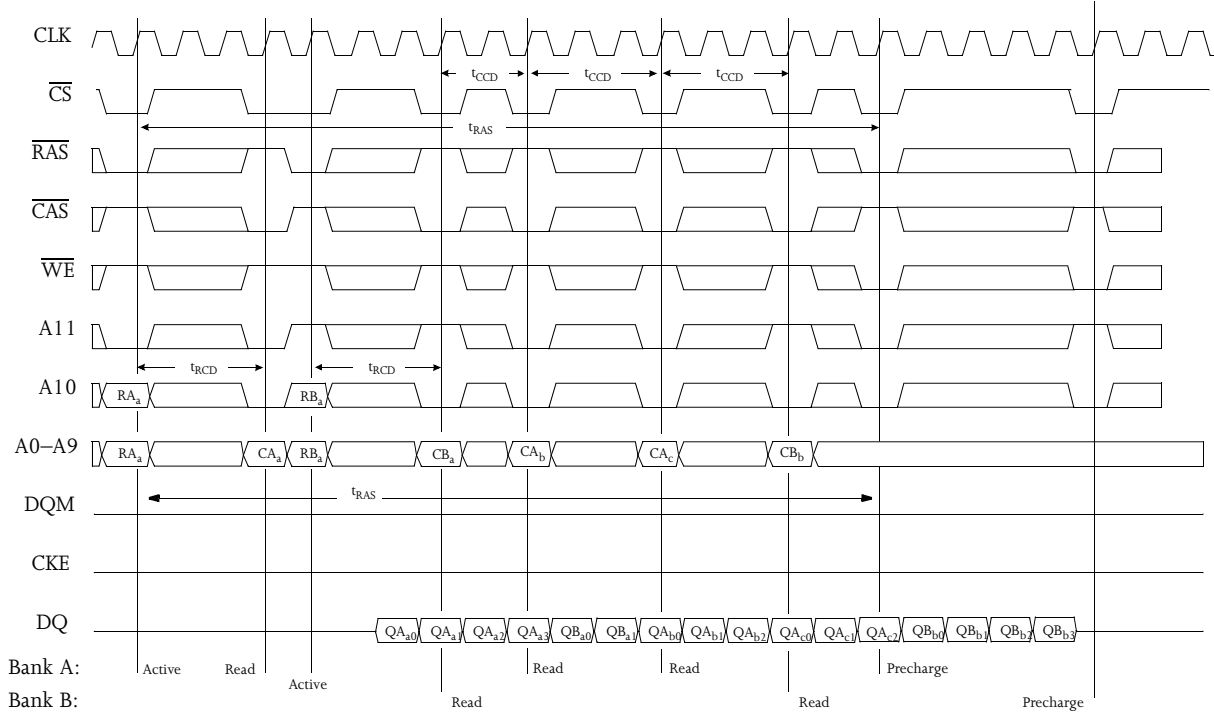 CLK
tCCD tCCD tCCD
CS
tRAS
RAS
CAS
WE
A11
tRCD tRCD
A10 RAa RBa
A0–A9 RAa CAa RBa CBa CAb CAc CBb
tRAS
DQM
CKE
DQ QAa0 QAa1 QAa2 QAa3 QBa0 QBa1 QAb0 QAb1 QAb2 QAc0 QAc1 QAc2 QBb0 QBb1 QBb2 QBb3
Bank A: Active Read Read Read Precharge
Active
Bank B: Read Read Precharge